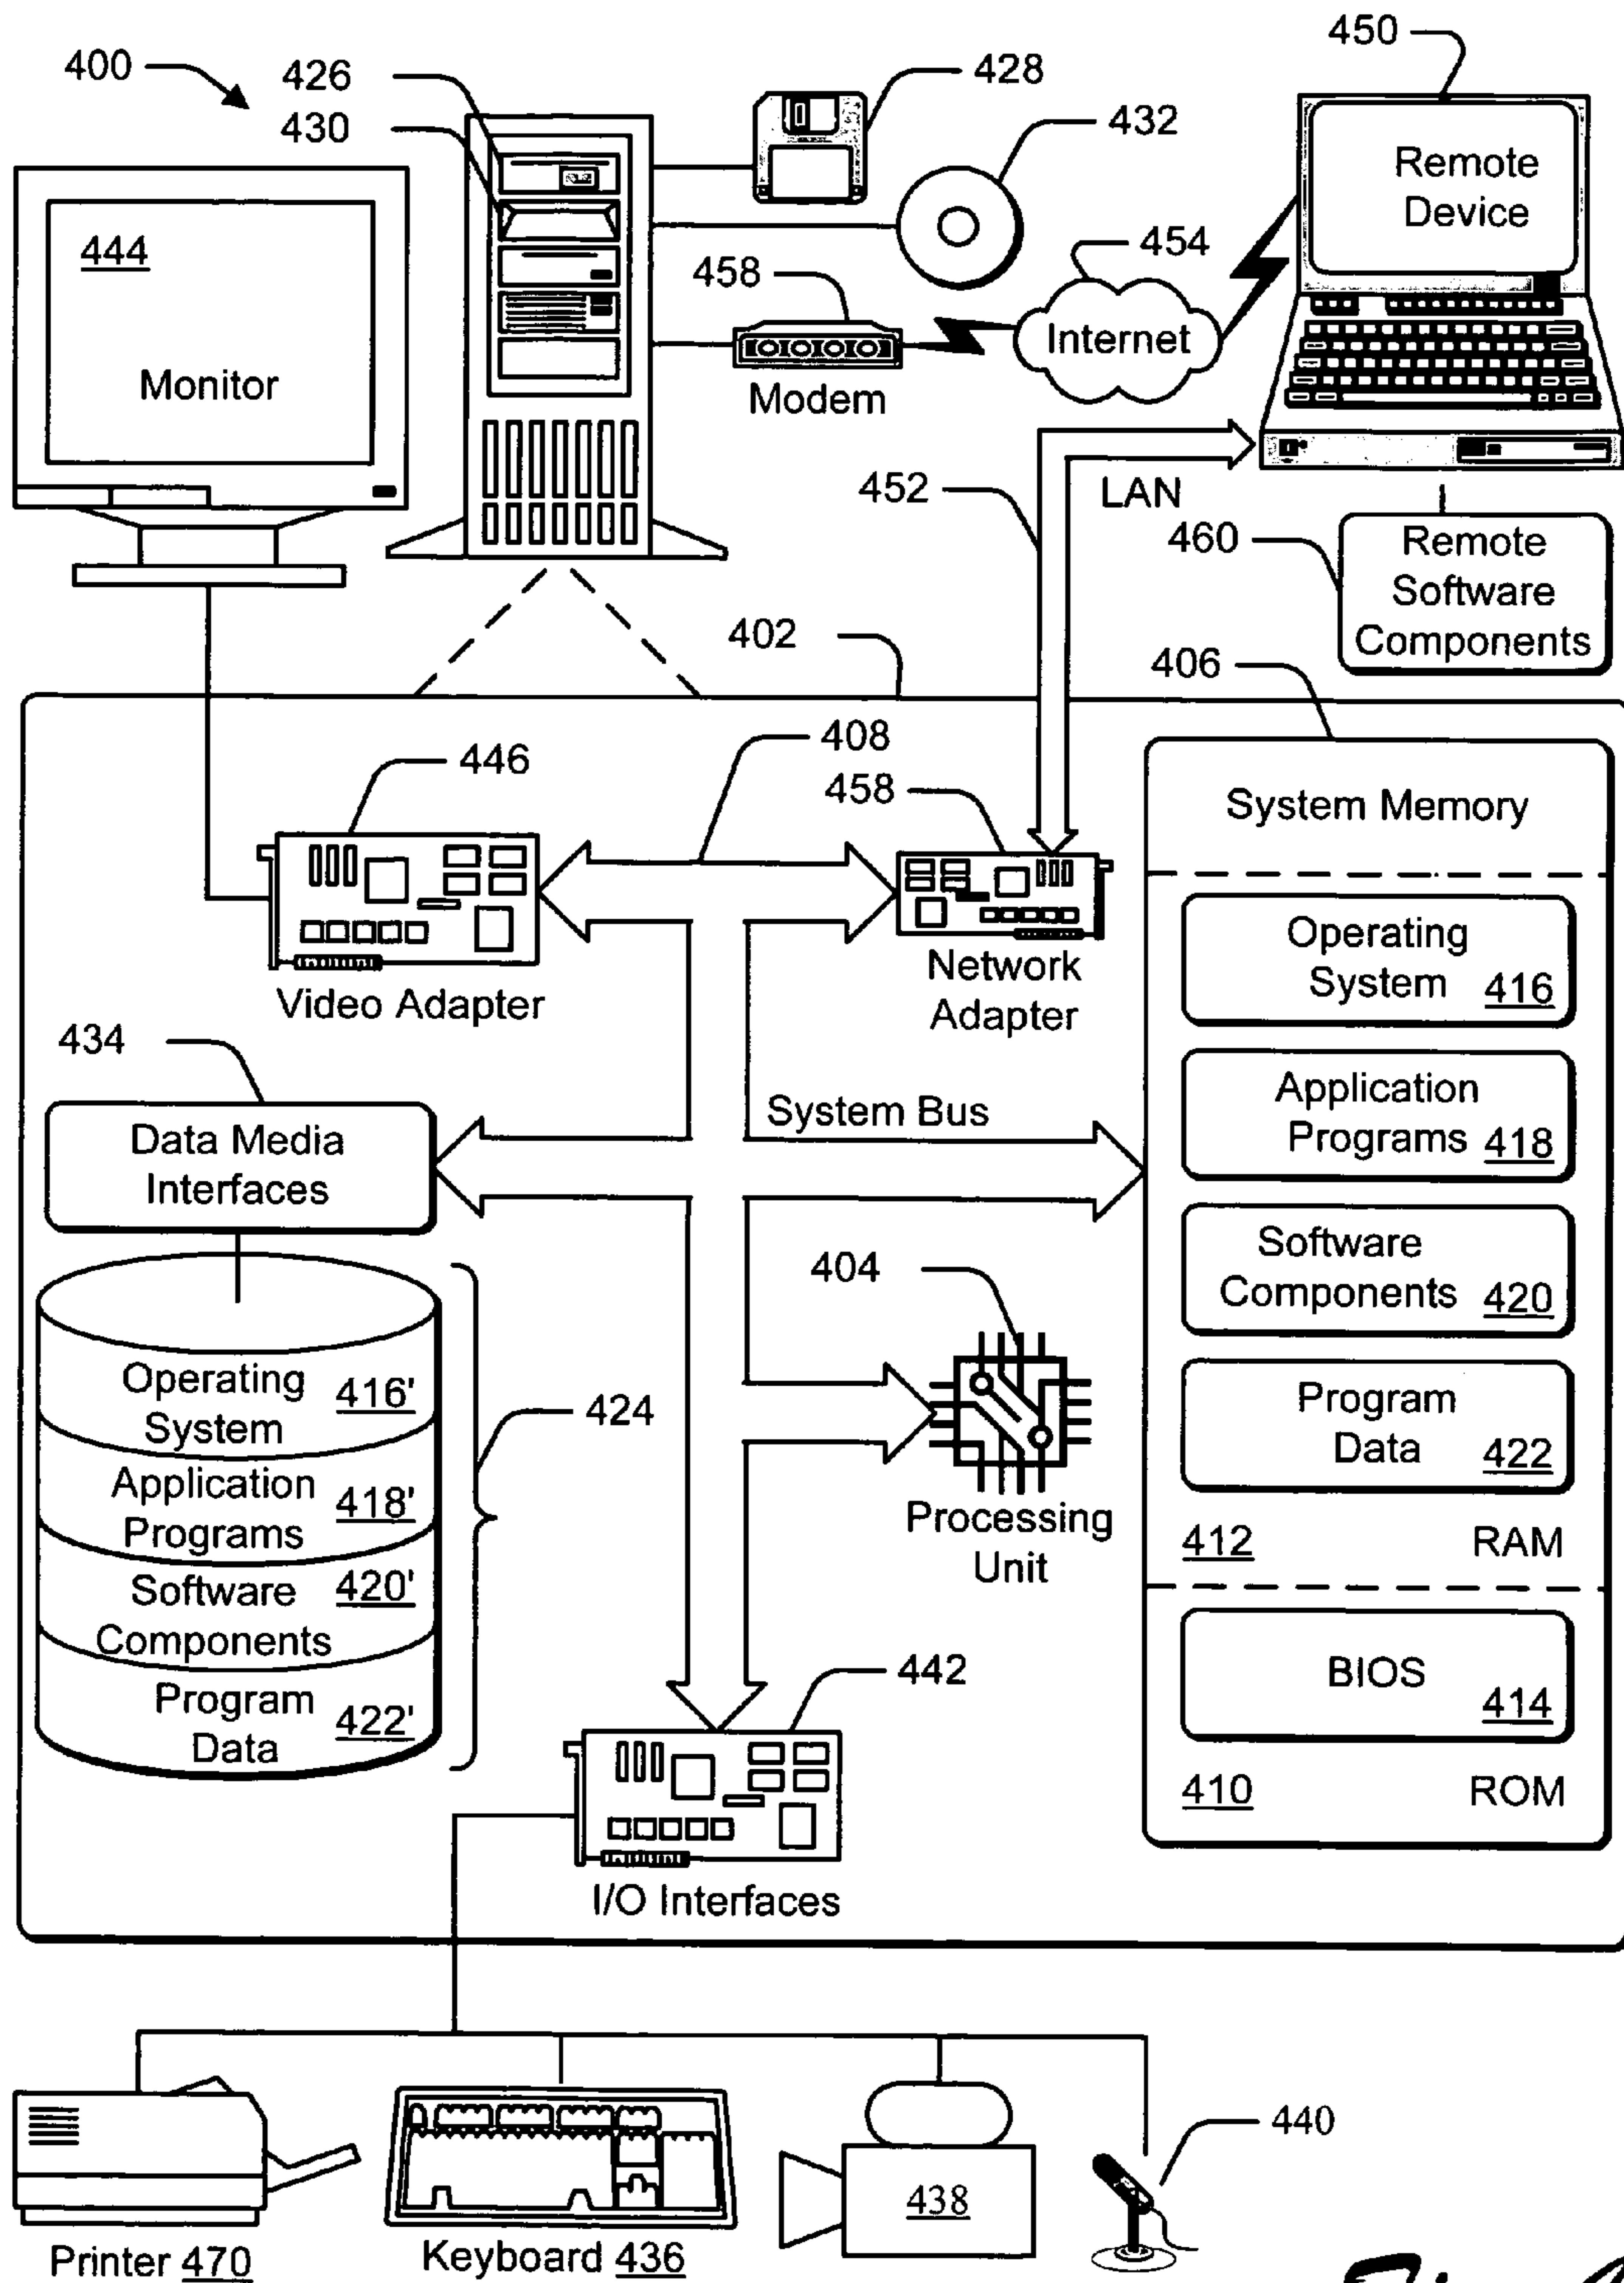 400
426
430
428
432
450
Remote
Device
444
Monitor
458
Modem
454
Internet
452
LAN
460
Remote
Software
Components
402
406
408
446
458
Video Adapter
Network
Adapter
System Memory
Operating
System 416
Application
Programs 418
Software
Components 420
Program
Data 422
412 RAM
BIOS
414
410 ROM
434
Data Media
Interfaces
System Bus
404
Processing
Unit
Operating
System 416'
Application
Programs 418'
Software
Components 420'
Program
Data 422'
424
442
I/O Interfaces
Printer 470
Keyboard 436
438
440